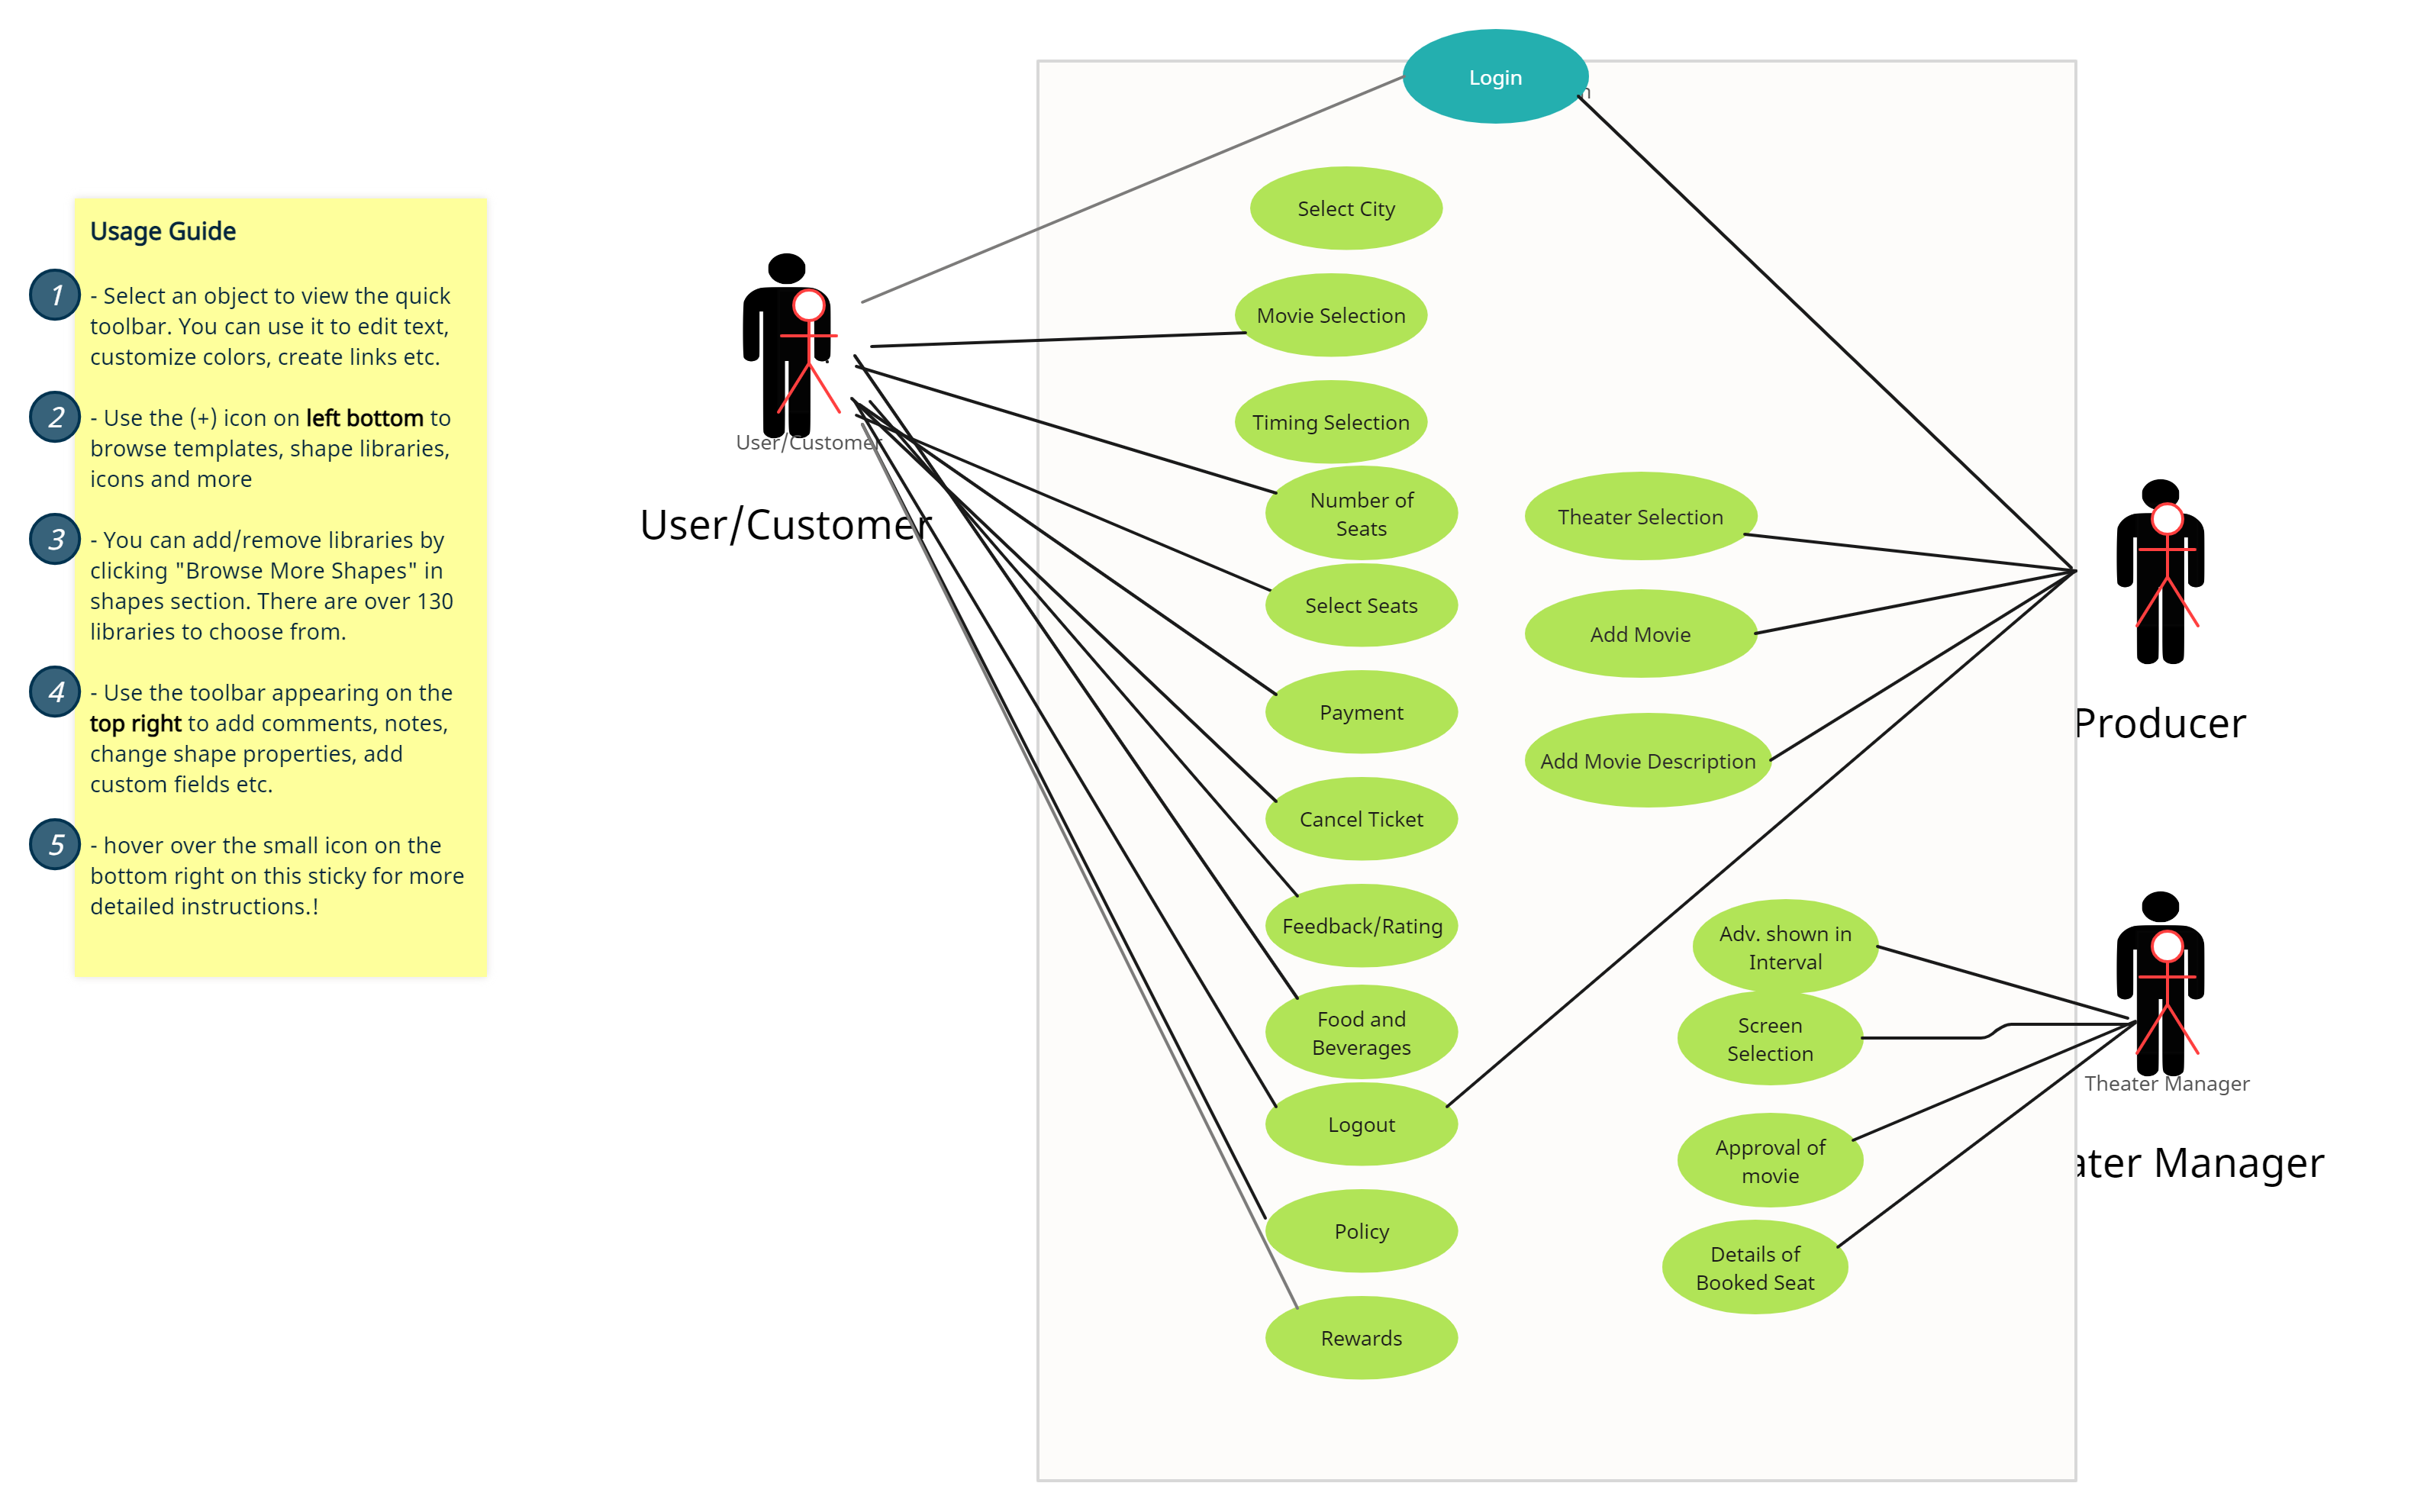 Usage Guide
1
- Select an object to view the quick
toolbar. You can use it to edit text,
customize colors, create links etc.
2
- Use the (+) icon on left bottom to
browse templates, shape libraries,
icons and more
3
- You can add/remove libraries by
clicking "Browse More Shapes" in
shapes section. There are over 130
libraries to choose from.
4
- Use the toolbar appearing on the
top right to add comments, notes,
change shape properties, add
custom fields etc.
5
- hover over the small icon on the
bottom right on this sticky for more
detailed instructions.!
User/Customer
User/Customer
Login
Select City
Movie Selection
Timing Selection
Number of
Seats
Select Seats
Payment
Cancel Ticket
Feedback/Rating
Food and
Beverages
Logout
Policy
Rewards
Theater Selection
Add Movie
Add Movie Description
Adv. shown in
Interval
Screen
Selection
Approval of
movie
Details of
Booked Seat
Producer
Theater Manager
ater Manager